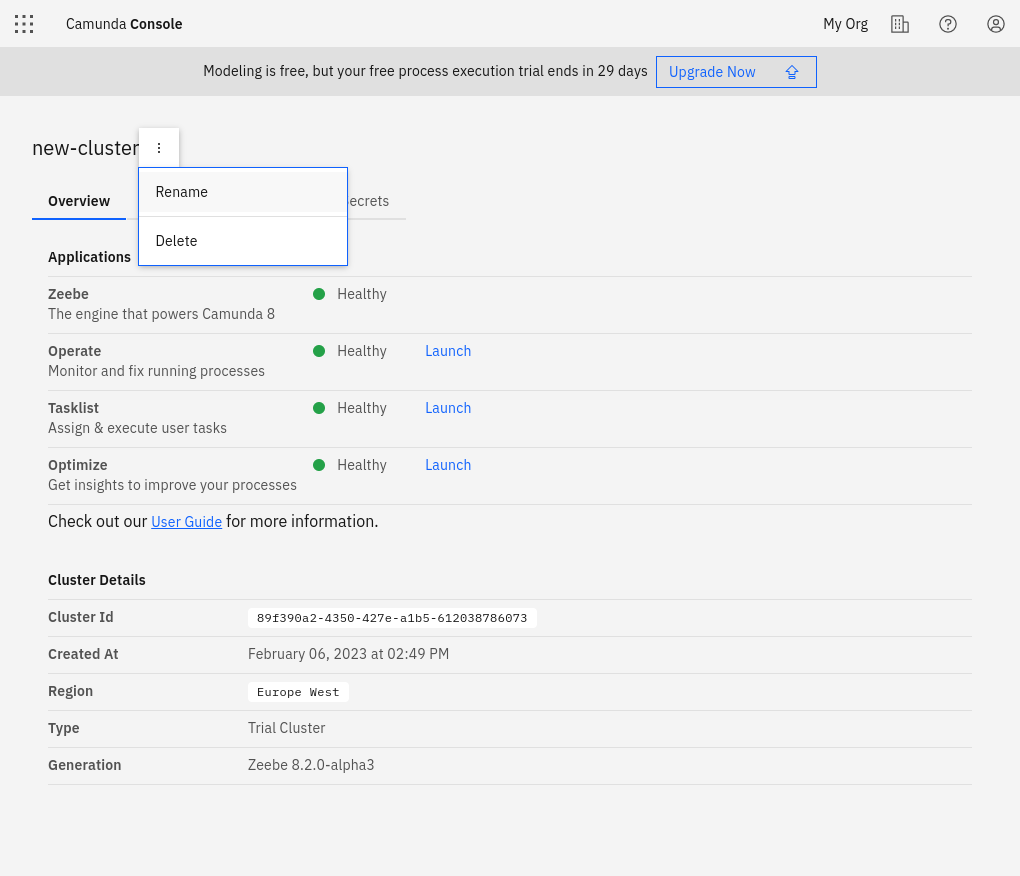 Camunda Console
My Org
Modeling is free, but your free process execution trial ends in 29 days
Upgrade Now
new-cluster
Rename
Delete
Overview
ecrets
Applications
Zeebe
Healthy
The engine that powers Camunda 8
Operate
Healthy
Launch
Monitor and fix running processes
Tasklist
Healthy
Launch
Assign & execute user tasks
Optimize
Healthy
Launch
Get insights to improve your processes
Check out our User Guide for more information.
Cluster Details
Cluster Id
89f390a2-4350-427e-a1b5-612038786073
Created At
February 06, 2023 at 02:49 PM
Region
Europe West
Type
Trial Cluster
Generation
Zeebe 8.2.0-alpha3